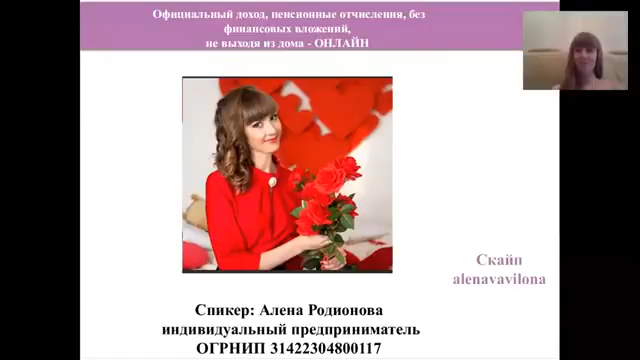 Официальный доход, пенсионные отчисления, без
финансовых вложений,
не выходя из дома - ОНЛАЙН
Скайп
alenavavilona
Спикер: Алена Родионова
индивидуальный предприниматель
ОГРНИП 31422304800117